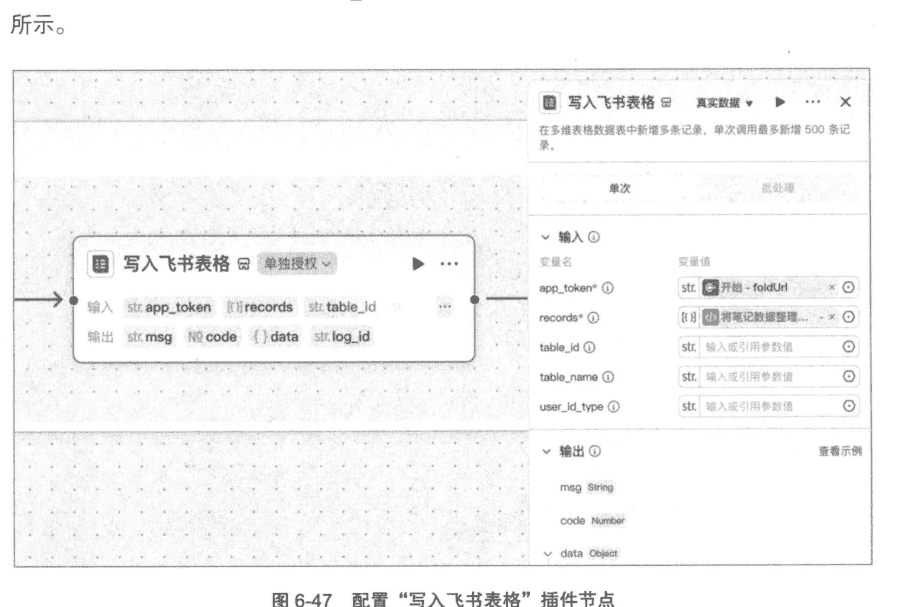 所示。
写入飞书表格 单独授权
输入 str.app_token [{}]records str.table_id ...
输出 str.msg №code { }data str.log_id
写入飞书表格 真实数据 ...
在多维表格数据表中新增多条记录，单次调用最多新增 500 条记
录。
单次 批处理
输入
变量名 变量值
app_token* str. 开始 - foldUrl
records* [{}] 将笔记数据整理... -
table_id str. 输入或引用参数值
table_name str. 输入或引用参数值
user_id_type str. 输入或引用参数值
输出 查看示例
msg String
code Number
data Object
图 6-47 配置“写入飞书表格”插件节点